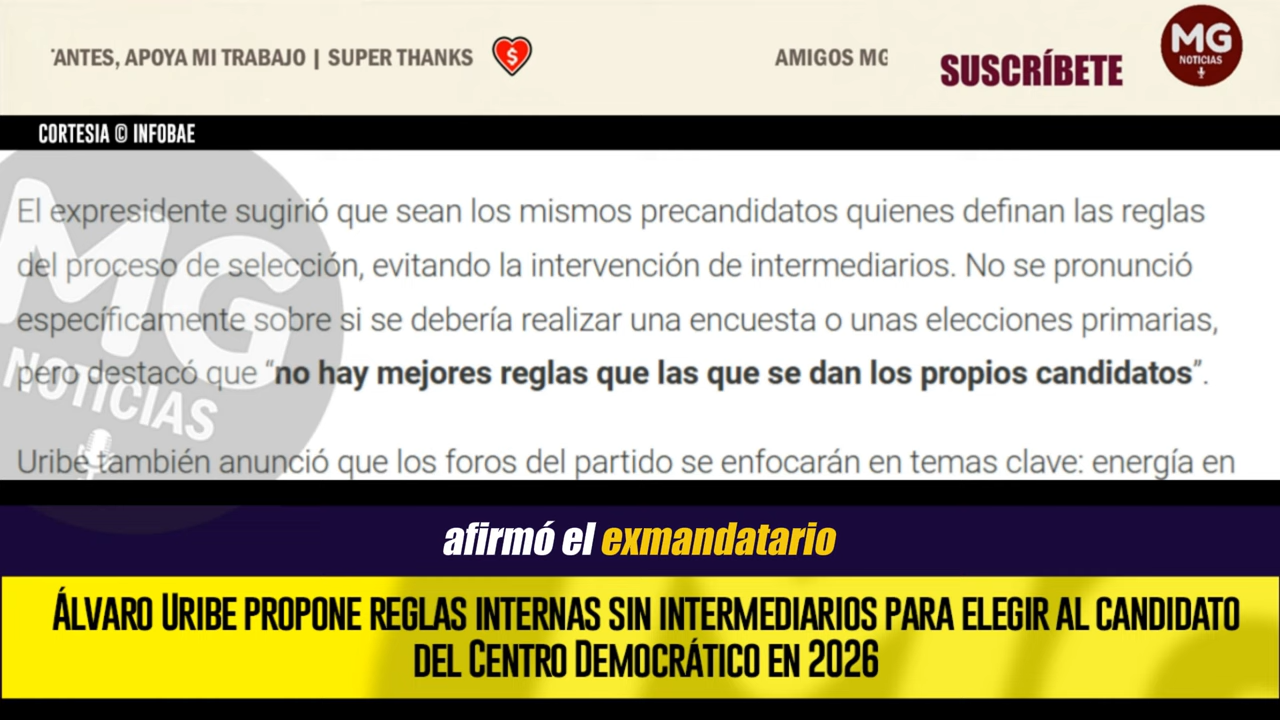 'ANTES, APOYA MI TRABAJO | SUPER THANKS
AMIGOS MG
SUSCRÍBETE
MG
NOTICIAS
CORTESIA © INFOBAE
El expresidente sugirió que sean los mismos precandidatos quienes definan las reglas
del proceso de selección, evitando la intervención de intermediarios. No se pronunció
específicamente sobre si se debería realizar una encuesta o unas elecciones primarias,
pero destacó que “no hay mejores reglas que las que se dan los propios candidatos”.
Uribe también anunció que los foros del partido se enfocarán en temas clave: energía en
MG
NOTICIAS
afirmó el exmandatario
ÁLVARO URIBE PROPONE REGLAS INTERNAS SIN INTERMEDIARIOS PARA ELEGIR AL CANDIDATO
DEL CENTRO DEMOCRÁTICO EN 2026